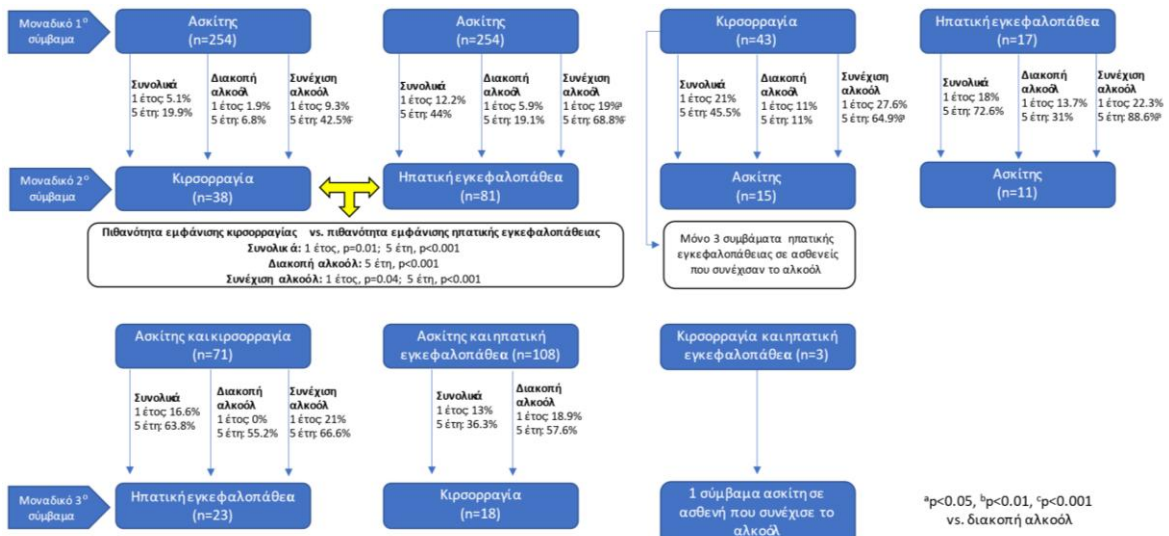 Μοναδικό 1ο
σύμβαμα
Ασκίτης
(n=254)
Ασκίτης
(n=254)
Κιρσορραγία
(n=43)
Ηπατική εγκεφαλοπάθεα
(n=17)
Συνολικά
1 έτος 5.1%
5 έτη: 19.9%
Διακοπή
αλκοόλ
1 έτος: 1.9%
5 έτη: 6.8%
Συνέχιση
αλκοόλ
1 έτος: 9.3%
5 έτη: 42.5%c
Συνολικά
1 έτος 12.2%
5 έτη: 44%
Διακοπή
αλκοόλ
1 έτος: 5.9%
5 έτη: 19.1%
Συνέχιση
αλκοόλ
1 έτος 19%
5 έτη: 68.8%c
Συνολικά
1 έτος: 21%
5 έτη: 45.5%
Διακοπή
αλκοόλ
1 έτος: 11%
5 έτη: 11%
Συνέχιση
αλκοόλ
1 έτος: 27.6%
5 έτη: 64.9%
Συνολικά
1 έτος: 18%
5 έτη: 72.6%
Διακοπή
αλκοόλ
1 έτος 13.7%
5 έτη: 31%
Συνέχιση
αλκοόλ
1 έτος 22.3%
5 έτη: 88.6%
Μοναδικό 2ο
σύμβαμα
Κιρσορραγία
(n=38)
Ηπατική εγκεφαλοπάθεα
(n=81)
Ασκίτης
(n=15)
Ασκίτης
(n=11)
Πιθανότητα εμφάνισης κιρσορραγίας vs. πιθανότητα εμφάνισης ηπατικής εγκεφαλοπάθειας
Συνολικά: 1 έτος, p=0.01; 5 έτη, p<0.001
Διακοπή αλκοόλ: 5 έτη, p<0.001
Συνέχιση αλκοόλ: 1 έτος, p=0.04; 5 έτη, p<0.001
Μόνο 3 συμβάματα ηπατικής
εγκεφαλοπάθειας σε ασθενείς
που συνέχισαν το αλκοόλ
Ασκίτης και κιρσορραγία
(n=71)
Ασκίτης και ηπατική
εγκεφαλοπάθεα (n=108)
Κιρσορραγία και ηπατική
εγκεφαλοπάθεα (n=3)
Συνολικά
1 έτος 16.6%
5 έτη: 63.8%
Διακοπή
αλκοόλ
1 έτος: 0%
5 έτη: 55.2%
Συνέχιση
αλκοόλ
1 έτος: 21%
5 έτη: 66.6%
Συνολικά
1 έτος: 13%
5 έτη: 36.3%
Διακοπή
αλκοόλ
1 έτος: 18.9%
5 έτη: 57.6%
Μοναδικό 3ο
σύμβαμα
Ηπατική εγκεφαλοπάθεα
(n=23)
Κιρσορραγία
(n=18)
1 σύμβαμα ασκίτη σε
ασθενή που συνέχισε το
αλκοόλ
ap<0.05, bp<0.01, cp<0.001
vs. διακοπή αλκοόλ